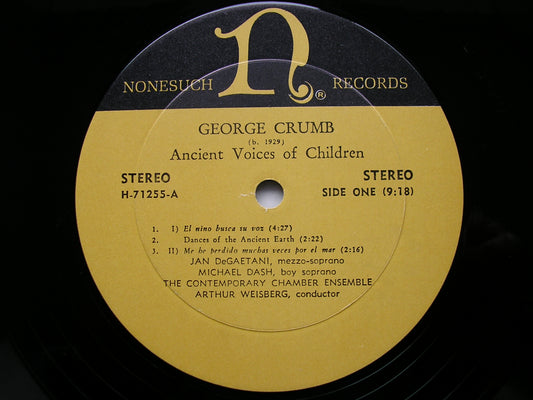 NONESUCH n® RECORDS
GEORGE CRUMB
(b. 1929)
Ancient Voices of Children
STEREO STEREO
H-71255-A SIDE ONE (9:18)
1. I) El nino busca su voz (4:27)
2. Dances of the Ancient Earth (2:22)
3. II) Me he perdido muchas veces por el mar (2:16)
JAN DeGAETANI, mezzo-soprano
MICHAEL DASH, boy soprano
THE CONTEMPORARY CHAMBER ENSEMBLE
ARTHUR WEISBERG, conductor